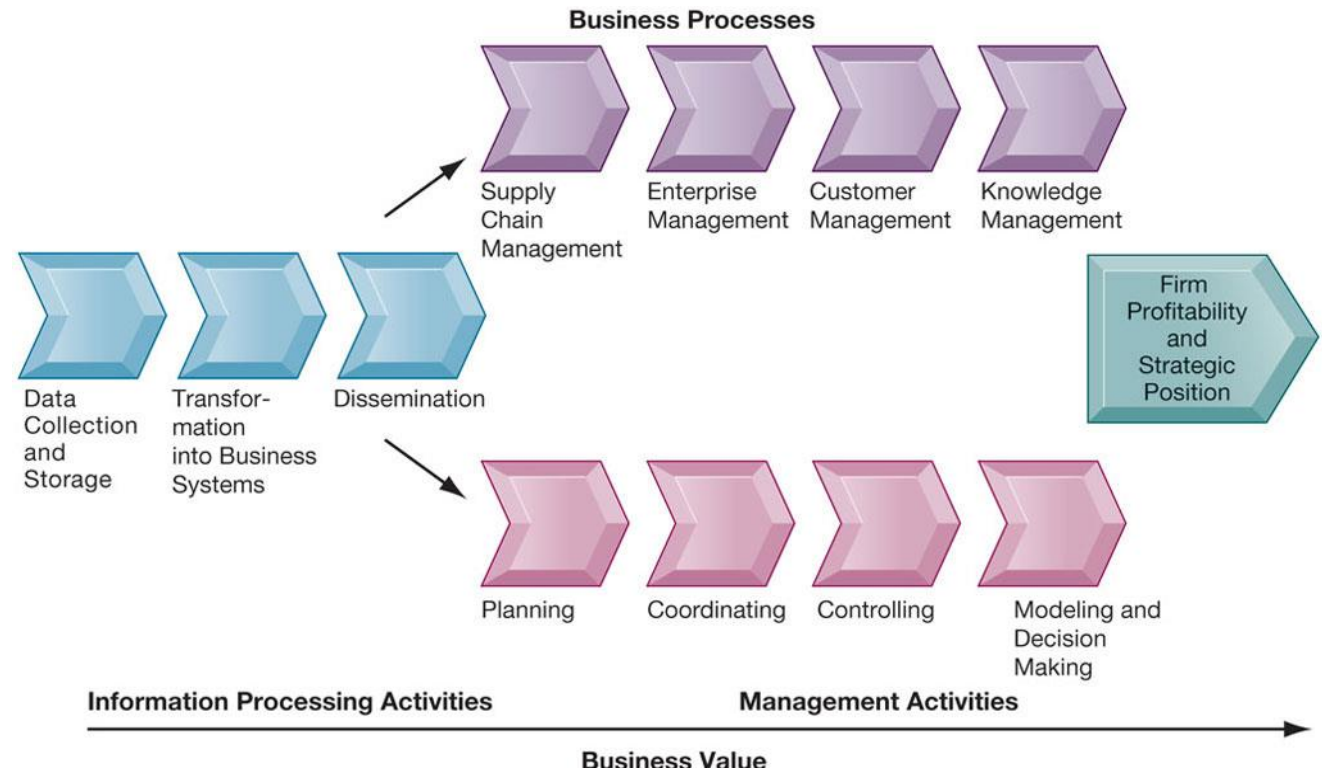 Business Processes
Supply
Chain
Management
Enterprise
Management
Customer
Management
Knowledge
Management
Data
Collection
and
Storage
Transfor-
mation
into Business
Systems
Dissemination
Firm
Profitability
and
Strategic
Position
Planning
Coordinating
Controlling
Modeling and
Decision
Making
Information Processing Activities
Management Activities
Business Value